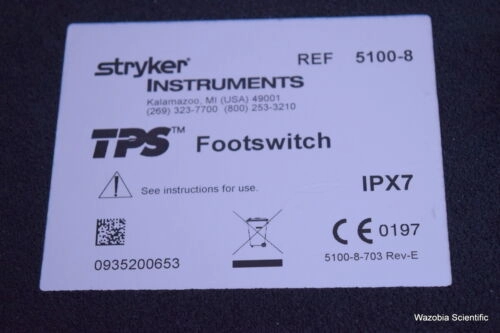 stryker REF 5100-8
INSTRUMENTS
Kalamazoo, MI (USA) 49001
(269) 323-7700 (800) 253-3210
TPS™ Footswitch
! See instructions for use. IPX7
CE 0197
0935200653 5100-8-703 Rev-E
Wazobia Scientific